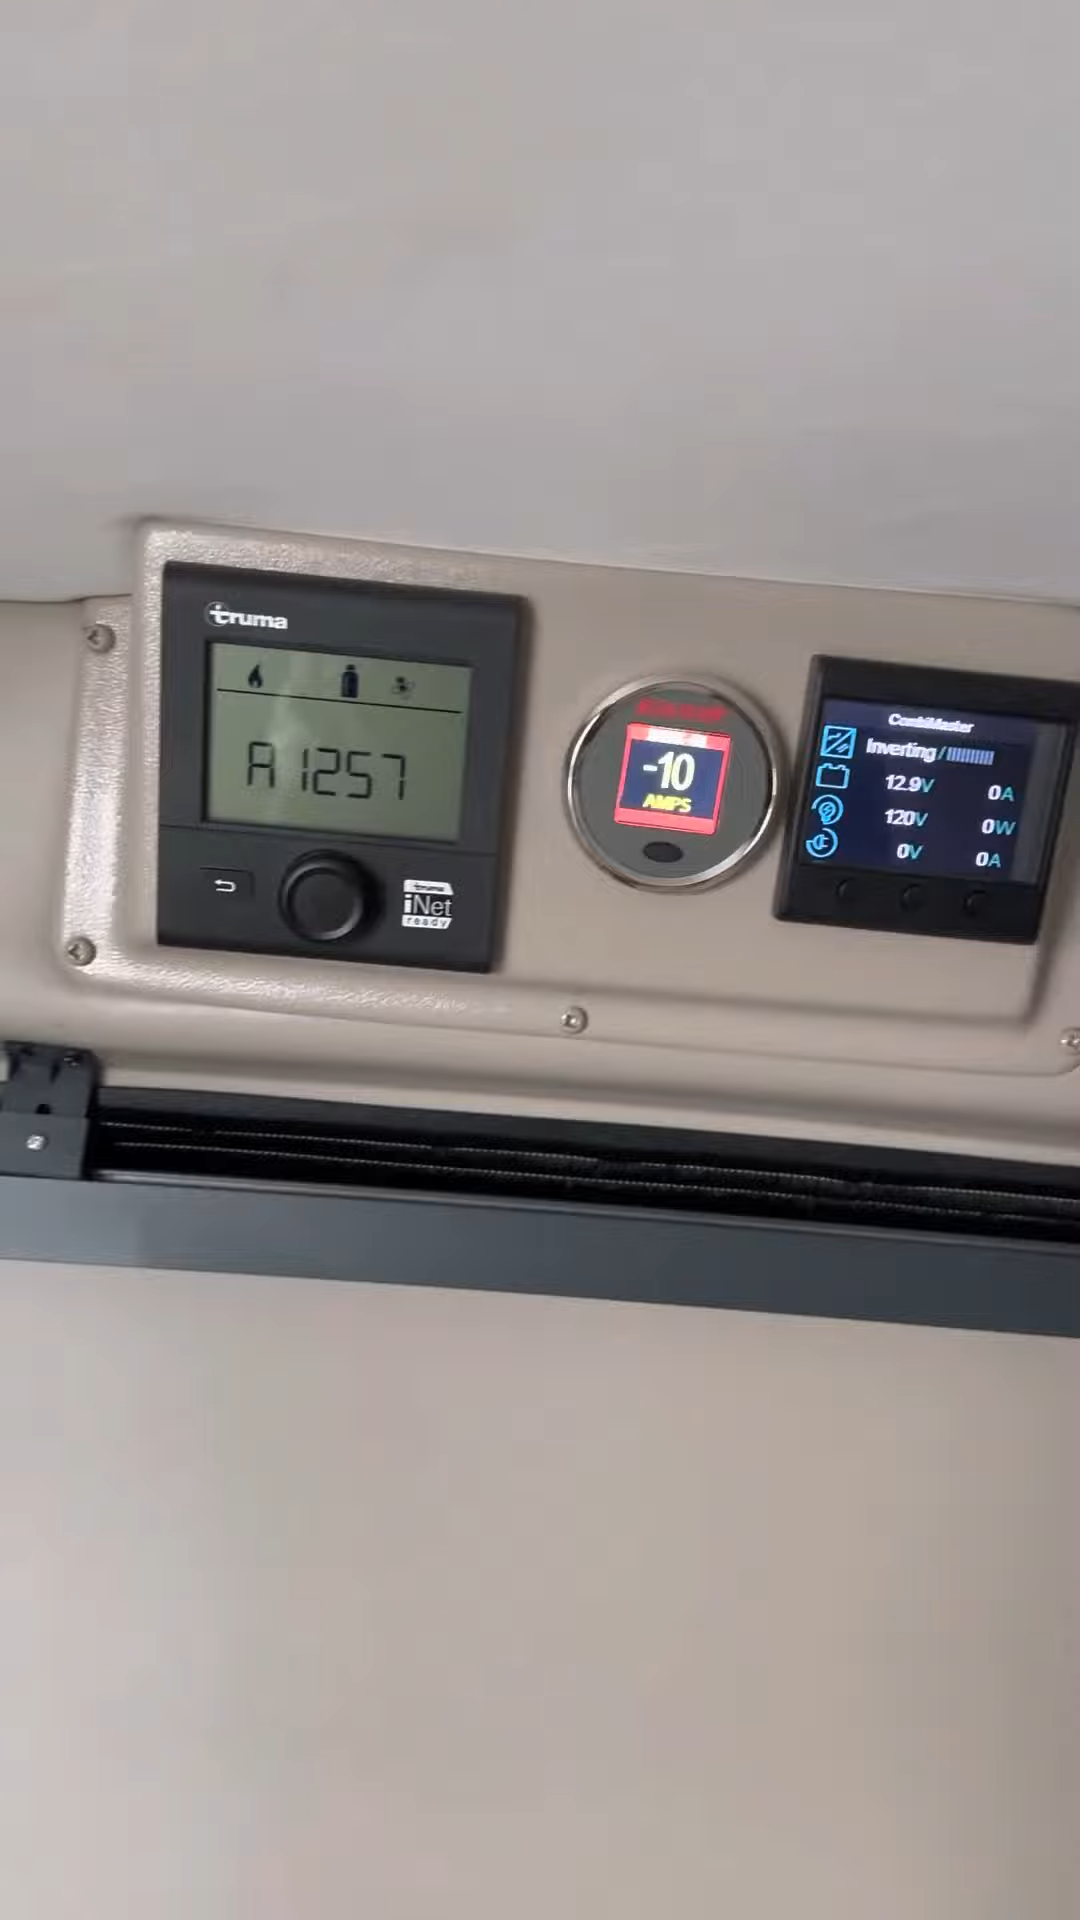 truma
A 1257
truma
iNet
ready
-10
AMPS
CombiMaster
Inverting
12.9V 0A
120V 0W
0V 0A